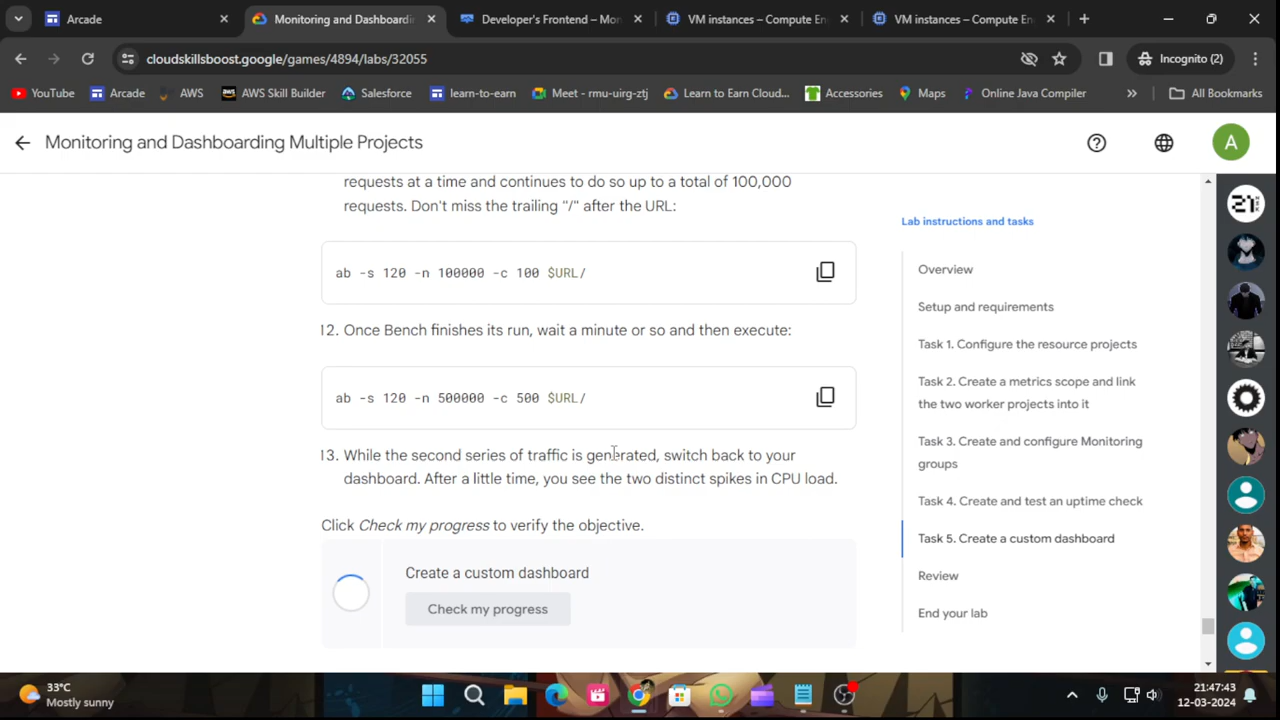 Arcade
Monitoring and Dashboardi
Developer's Frontend – Mon
VM instances – Compute En
VM instances – Compute En
cloudskillsboost.google/games/4894/labs/32055
Incognito (2)
YouTube
Arcade
AWS
AWS Skill Builder
Salesforce
learn-to-earn
Meet - rmu-uirg-ztj
Learn to Earn Cloud...
Accessories
Maps
Online Java Compiler
All Bookmarks
Monitoring and Dashboarding Multiple Projects
A
requests at a time and continues to do so up to a total of 100,000
requests. Don't miss the trailing "/" after the URL:
ab -s 120 -n 100000 -c 100 $URL/
12. Once Bench finishes its run, wait a minute or so and then execute:
ab -s 120 -n 500000 -c 500 $URL/
13. While the second series of traffic is generated, switch back to your
dashboard. After a little time, you see the two distinct spikes in CPU load.
Click Check my progress to verify the objective.
Create a custom dashboard
Check my progress
Lab instructions and tasks
Overview
Setup and requirements
Task 1. Configure the resource projects
Task 2. Create a metrics scope and link
the two worker projects into it
Task 3. Create and configure Monitoring
groups
Task 4. Create and test an uptime check
Task 5. Create a custom dashboard
Review
End your lab
33°C
Mostly sunny
21:47:43
12-03-2024